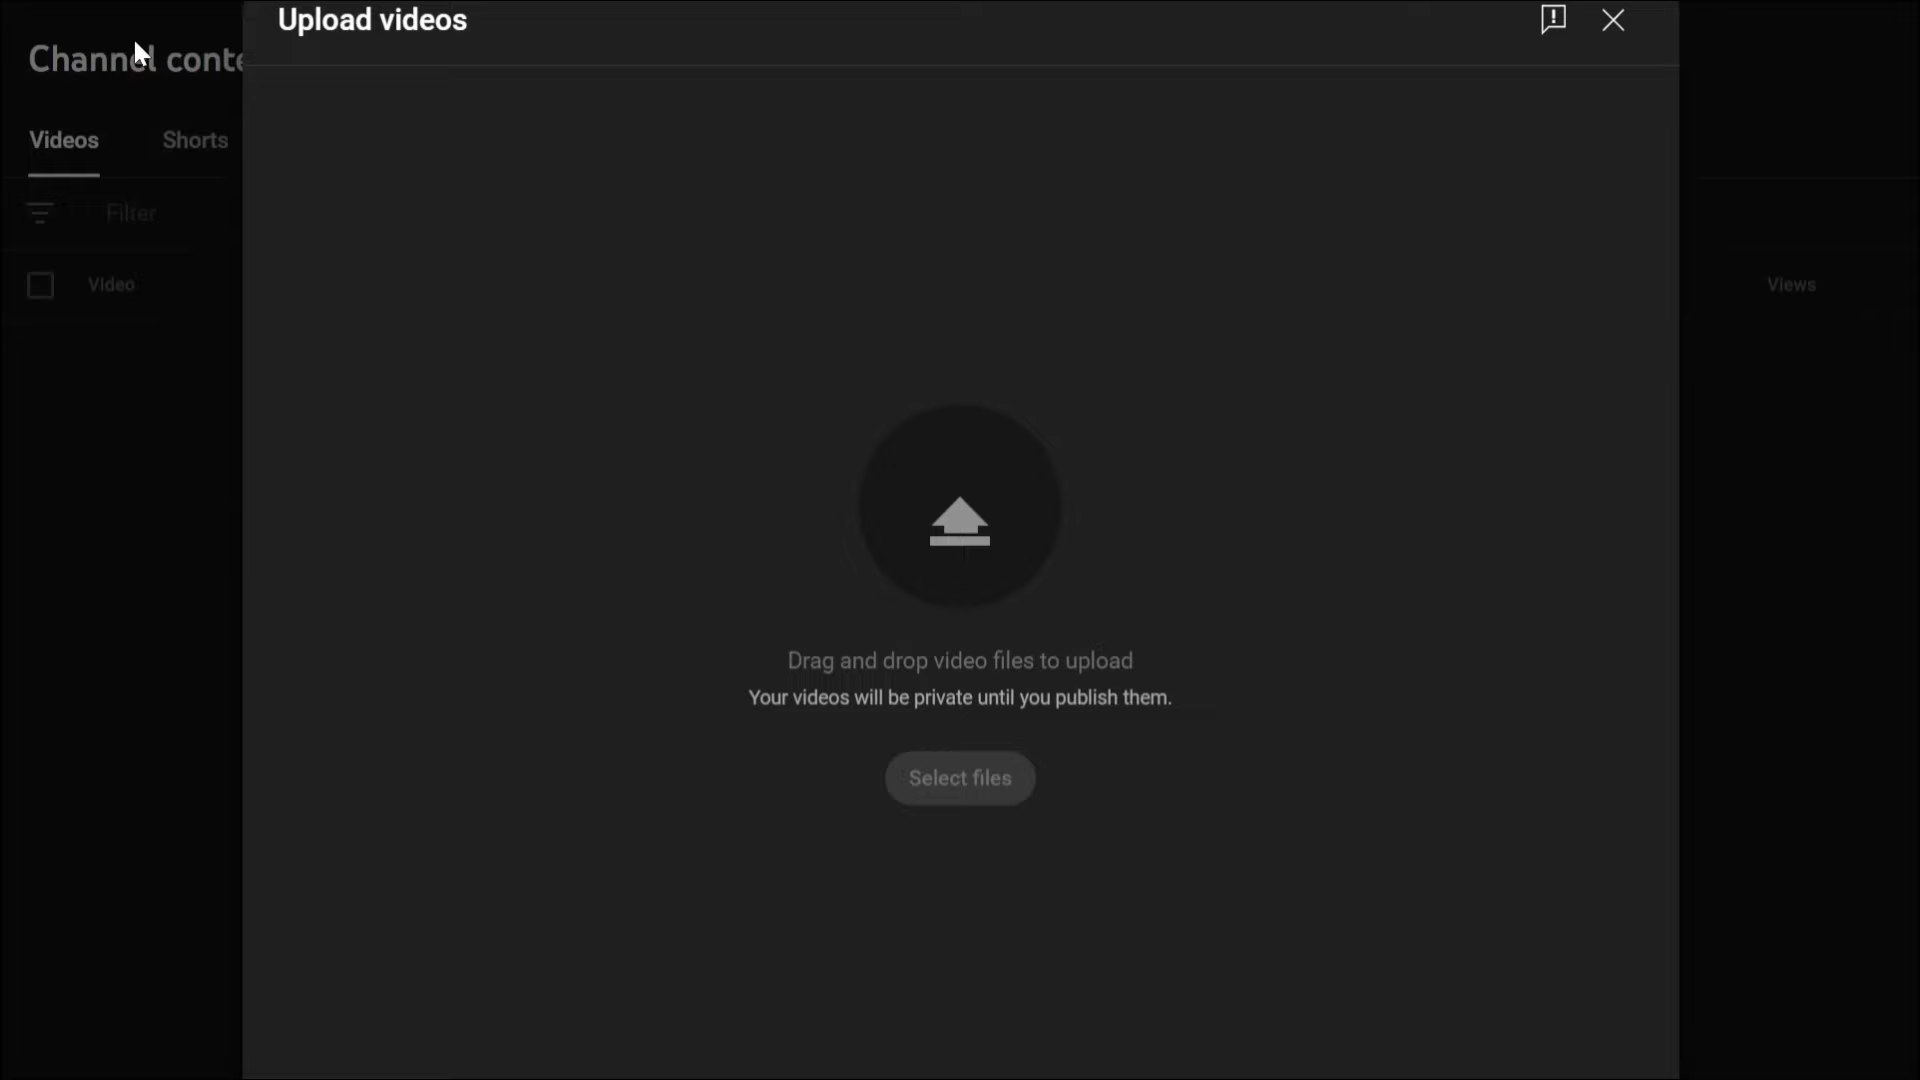 Upload videos
Channel conte
Videos
Shorts
Filter
Video
Views
Drag and drop video files to upload
Your videos will be private until you publish them.
Select files